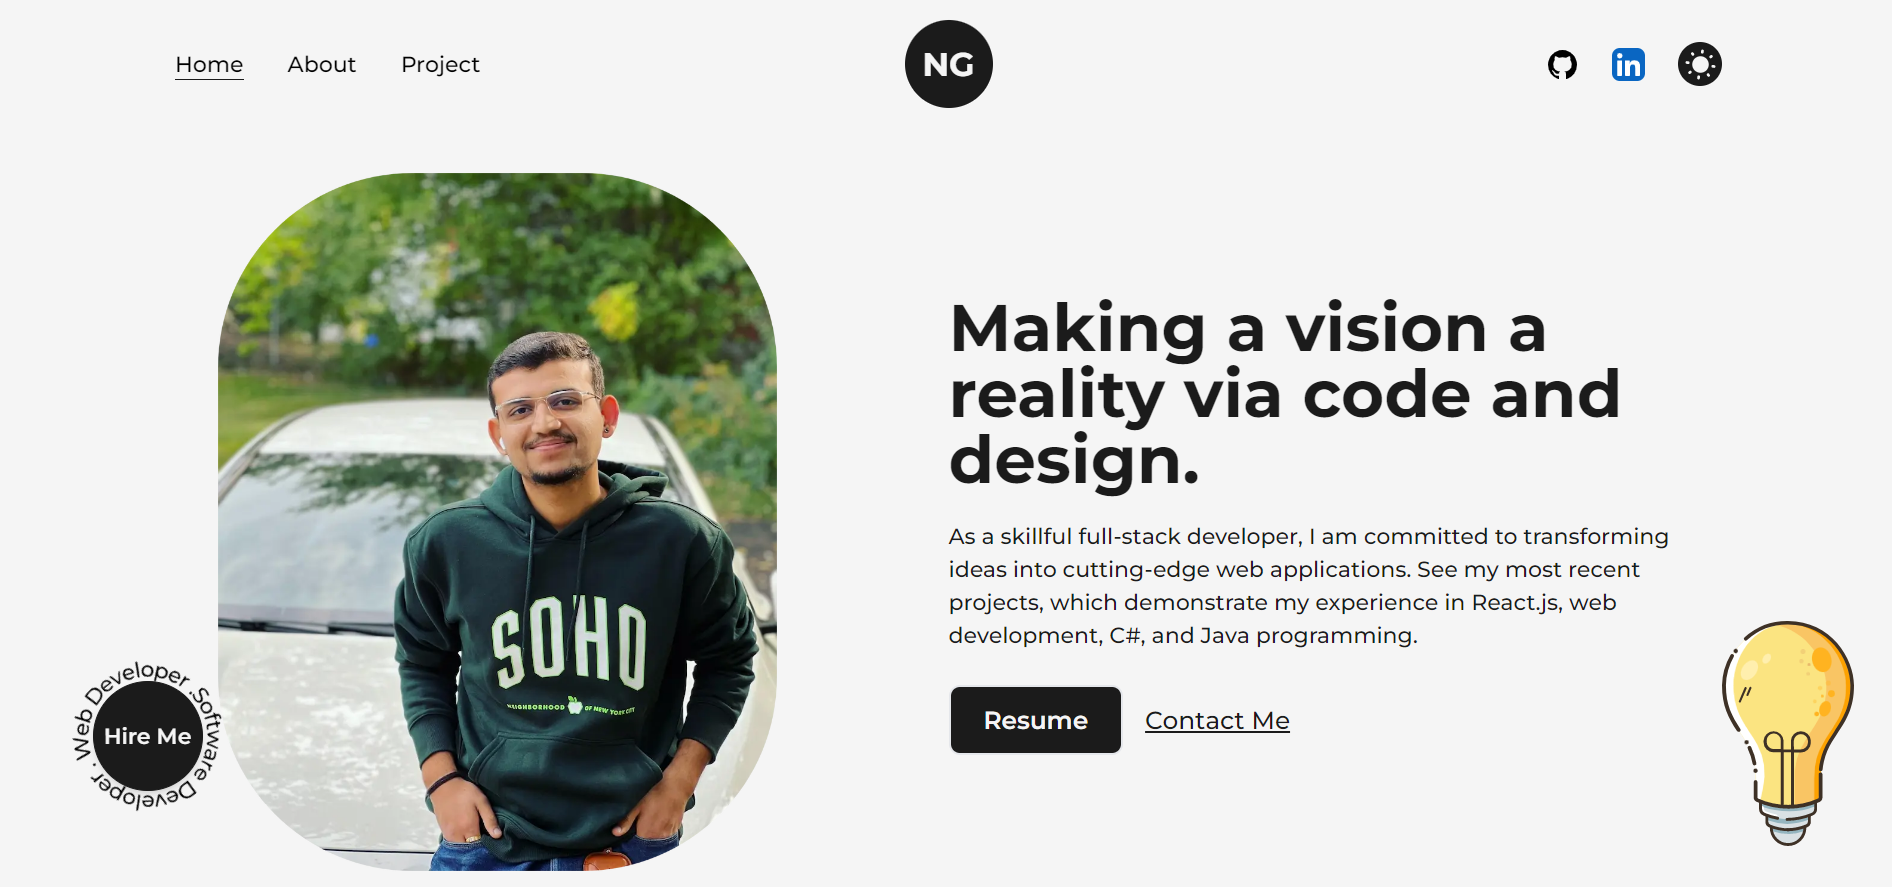 Home
About
Project
NG
in
Making a vision a
reality via code and
design.
As a skillful full-stack developer, I am committed to transforming
ideas into cutting-edge web applications. See my most recent
projects, which demonstrate my experience in React.js, web
development, C#, and Java programming.
Resume
Contact Me
SOHO
NEIGHBORHOOD OF NEW YORK CITY
Web Developer . Software Developer .
Hire Me